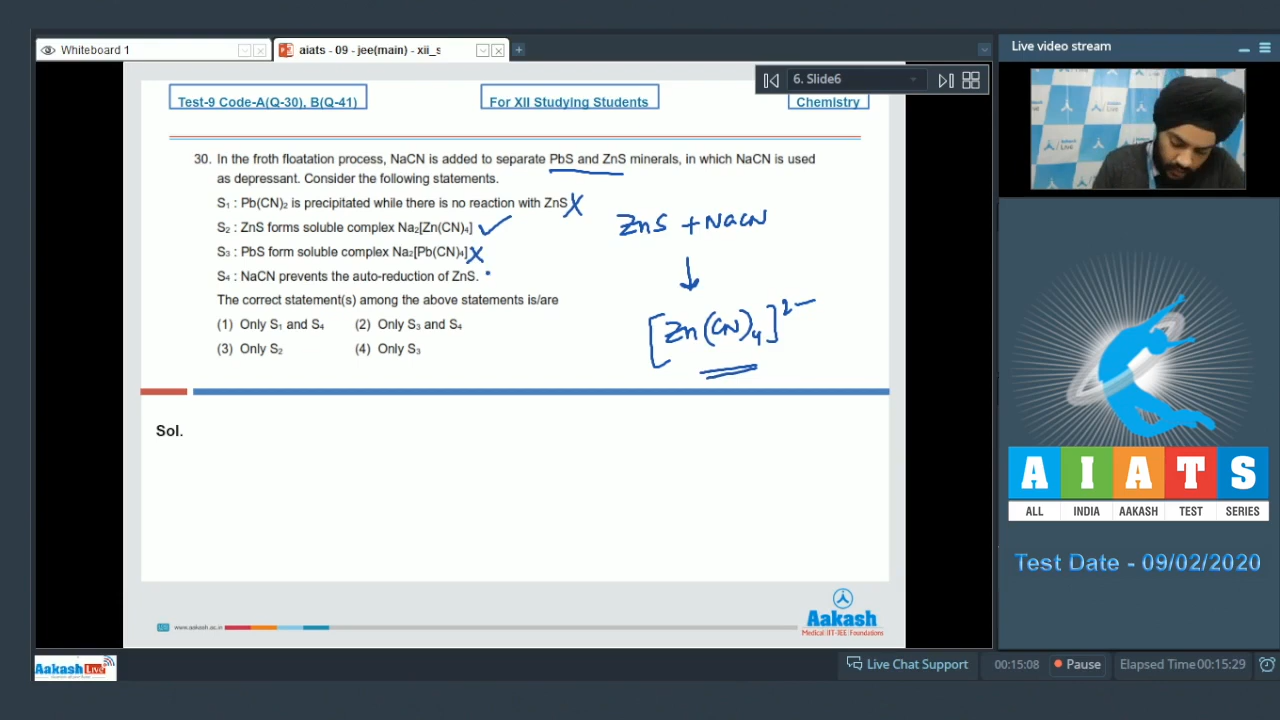 Whiteboard 1
aiats - 09 - jee(main) - xii_s
Live video stream
6. Slide6
Test-9 Code-A(Q-30), B(Q-41)
For XII Studying Students
Chemistry
30. In the froth floatation process, NaCN is added to separate PbS and ZnS minerals, in which NaCN is used
as depressant. Consider the following statements.
S₁ : Pb(CN)₂ is precipitated while there is no reaction with ZnS
S₂ : ZnS forms soluble complex Na₂[Zn(CN)₄]
S₃ : PbS form soluble complex Na₂[Pb(CN)₄]
S₄ : NaCN prevents the auto-reduction of ZnS.
The correct statement(s) among the above statements is/are
(1) Only S₁ and S₄ (2) Only S₃ and S₄
(3) Only S₂ (4) Only S₃
ZnS + NaCN
[Zn(CN)₄]²⁻
Sol.
www.aakash.ac.in
Aakash
Medical|IIT-JEE|Foundations
A I A T S
ALL INDIA AAKASH TEST SERIES
Test Date - 09/02/2020
Aakash Live
Live Chat Support
00:15:08
Pause
Elapsed Time 00:15:29